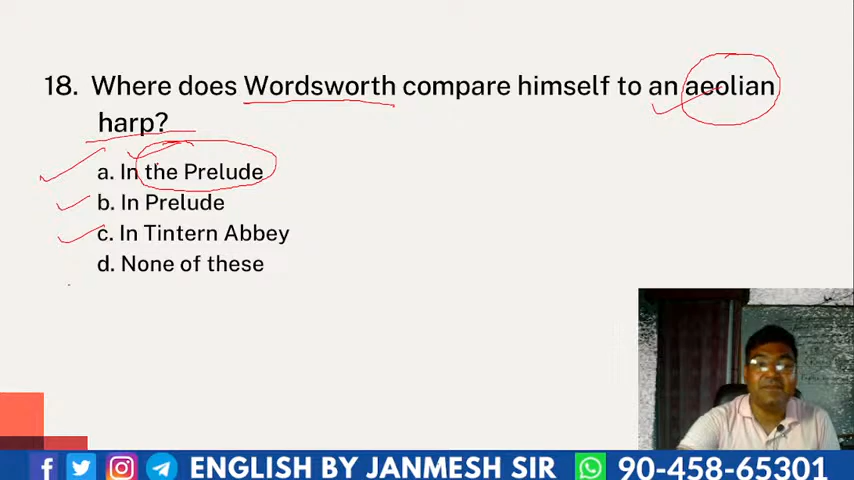 18. Where does Wordsworth compare himself to an aeolian
harp?
a. In the Prelude
b. In Prelude
c. In Tintern Abbey
d. None of these
ENGLISH BY JANMESH SIR 90-458-65301